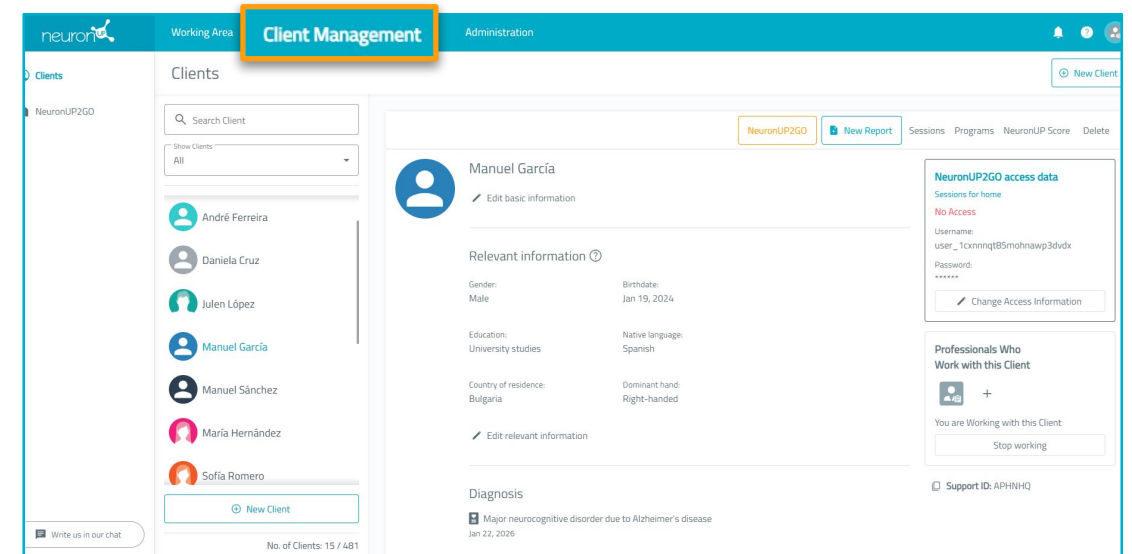 neuronUP
Working Area
Client Management
Administration
Clients
NeuronUP2GO
Clients
New Client
Search Client
Show Clients
All
André Ferreira
Daniela Cruz
Julen López
Manuel García
Manuel Sánchez
María Hernández
Sofía Romero
New Client
No. of Clients: 15 / 481
Write us in our chat
NeuronUP2GO
New Report
Sessions
Programs
NeuronUP Score
Delete
Manuel García
Edit basic information
Relevant information ?
Gender:
Male
Birthdate:
Jan 19, 2024
Education:
University studies
Native language:
Spanish
Country of residence:
Bulgaria
Dominant hand:
Right-handed
Edit relevant information
Diagnosis
Major neurocognitive disorder due to Alzheimer's disease
Jan 22, 2026
NeuronUP2GO access data
Sessions for home
No Access
Username:
user_1cxnnnqt85mohnawp3dvdx
Password:
******
Change Access Information
Professionals Who
Work with this Client
+
You are Working with this Client
Stop working
Support ID: APHNHQ